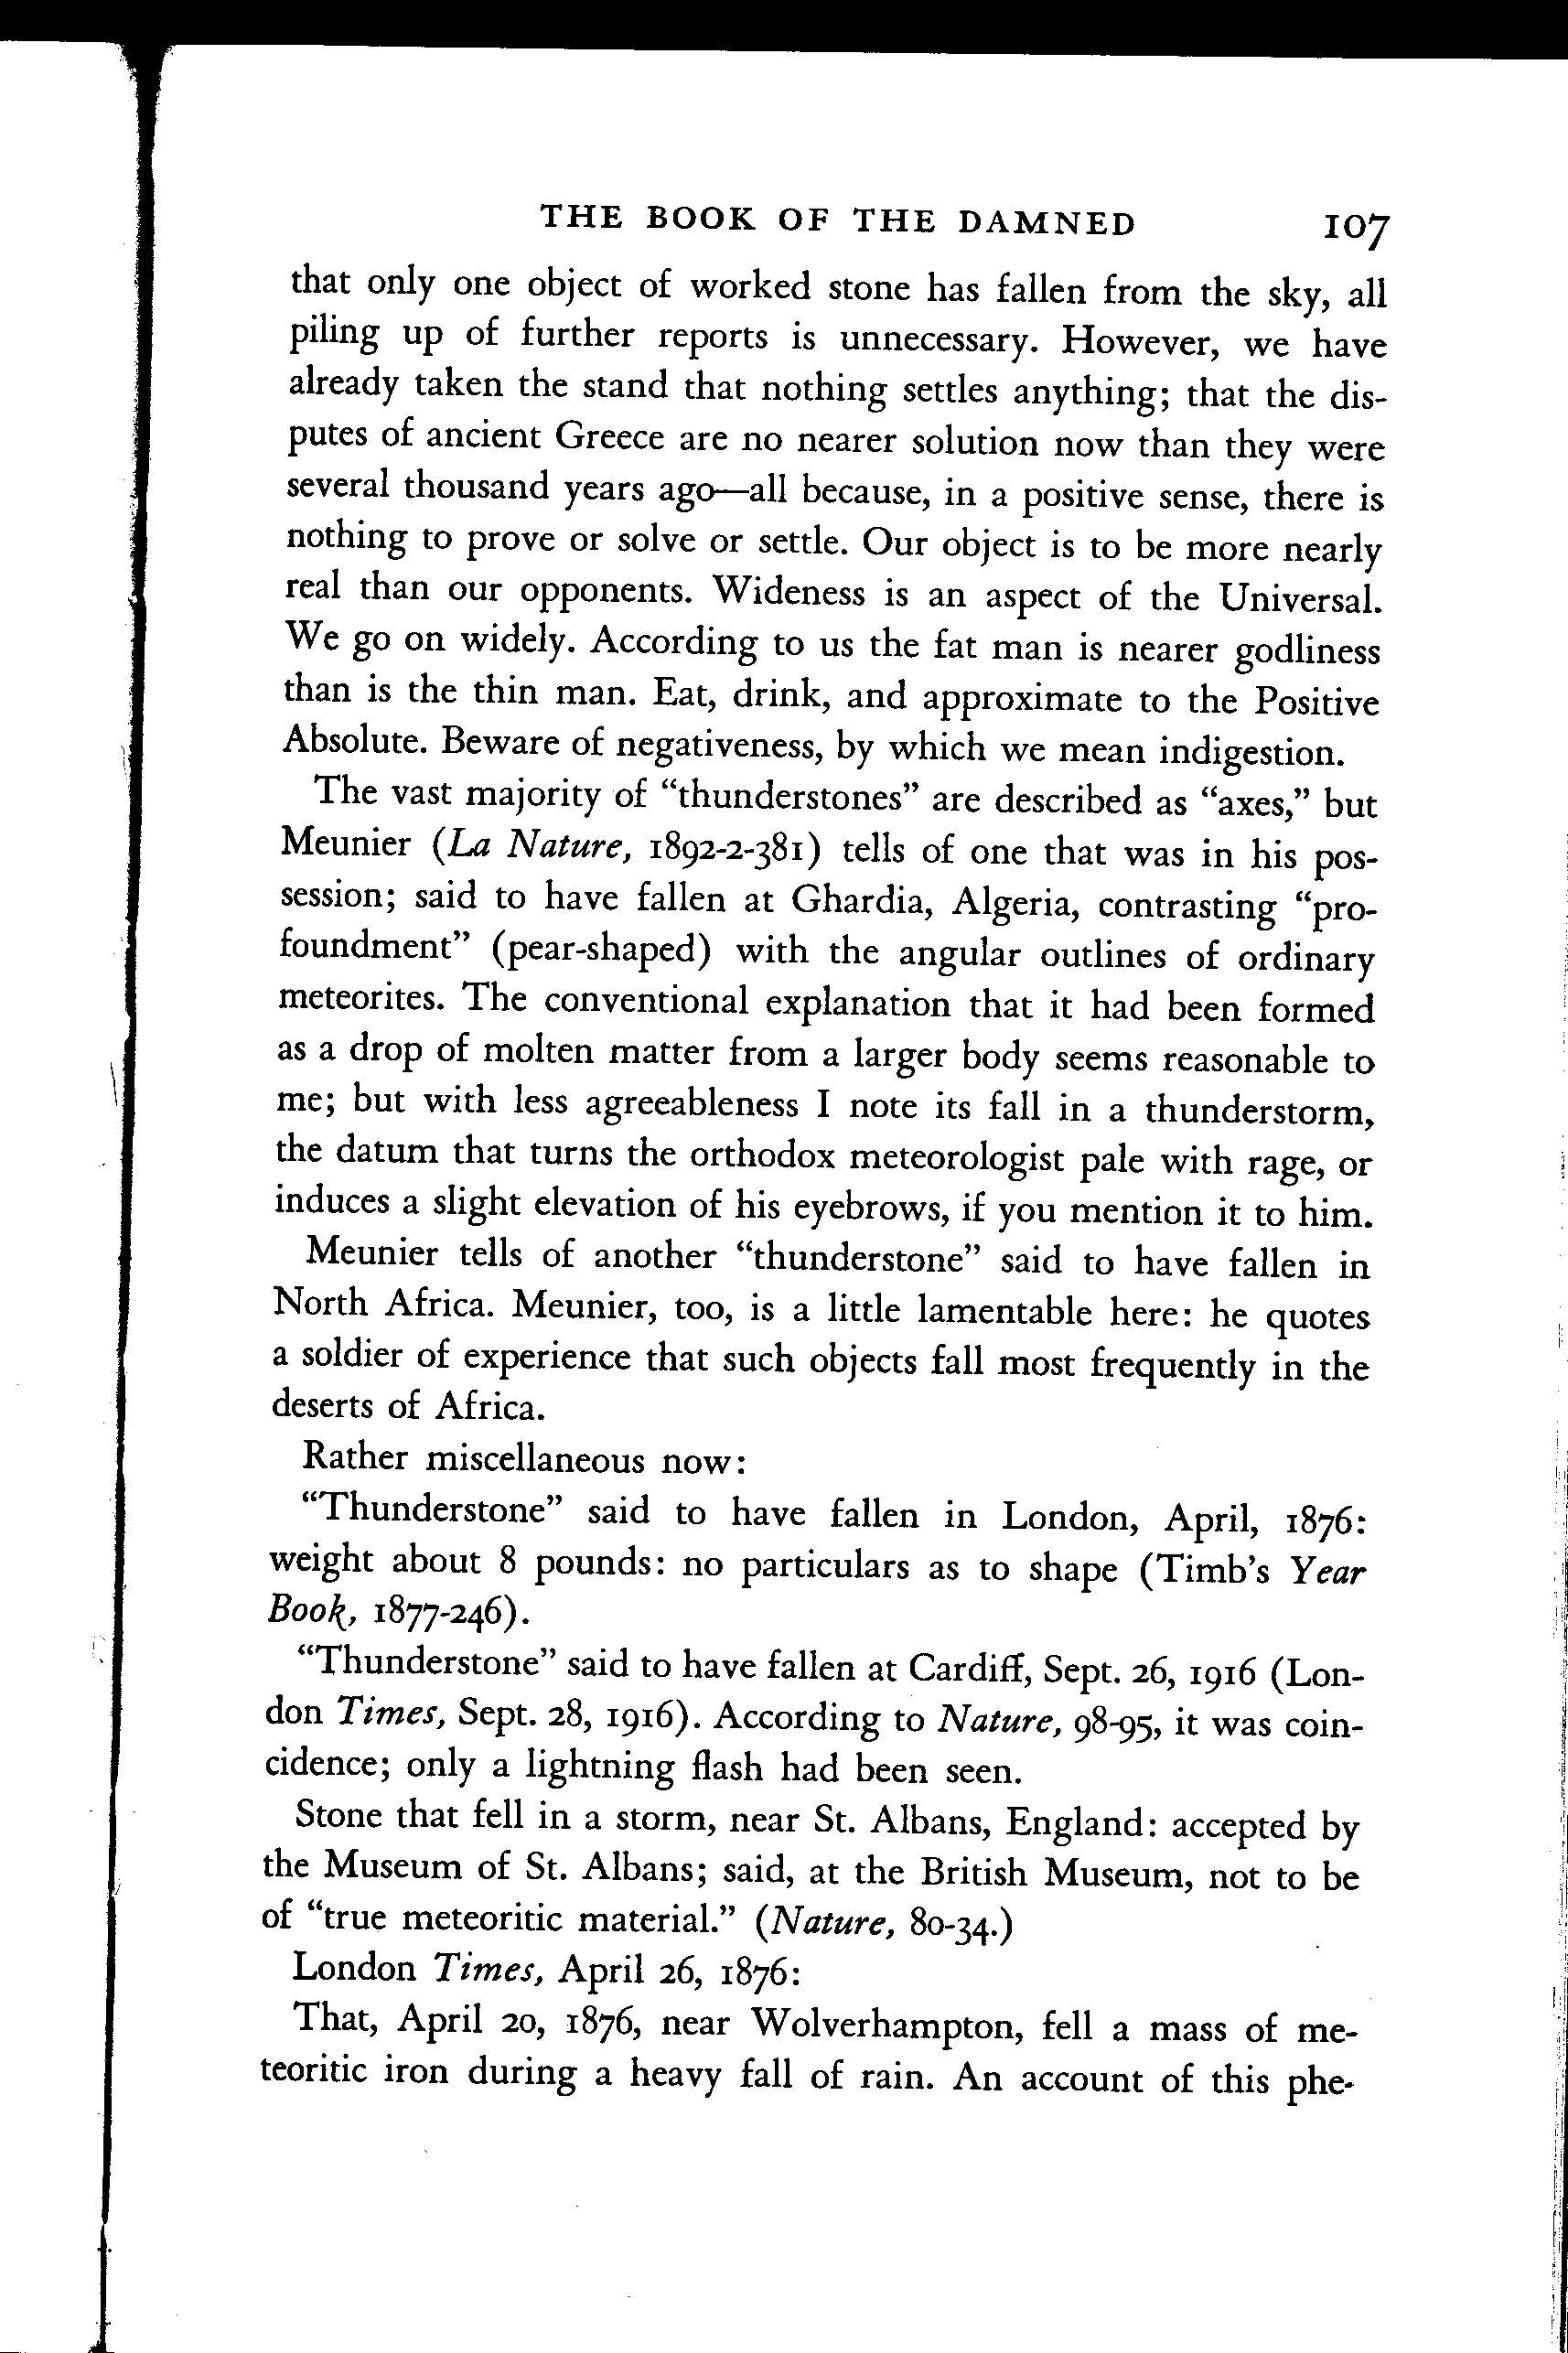 THE BOOK OF THE DAMNED 107
that only one object of worked stone has fallen from the sky, all
piling up of further reports is unnecessary. However, we have
already taken the stand that nothing settles anything; that the dis-
putes of ancient Greece are no nearer solution now than they were
several thousand years ago—all because, in a positive sense, there is
nothing to prove or solve or settle. Our object is to be more nearly
real than our opponents. Wideness is an aspect of the Universal.
We go on widely. According to us the fat man is nearer godliness
than is the thin man. Eat, drink, and approximate to the Positive
Absolute. Beware of negativeness, by which we mean indigestion.
The vast majority of “thunderstones” are described as “axes,” but
Meunier (La Nature, 1892-2-381) tells of one that was in his pos-
session; said to have fallen at Ghardia, Algeria, contrasting “pro-
foundment” (pear-shaped) with the angular outlines of ordinary
meteorites. The conventional explanation that it had been formed
as a drop of molten matter from a larger body seems reasonable to
me; but with less agreeableness I note its fall in a thunderstorm,
the datum that turns the orthodox meteorologist pale with rage, or
induces a slight elevation of his eyebrows, if you mention it to him.
Meunier tells of another “thunderstone” said to have fallen in
North Africa. Meunier, too, is a little lamentable here: he quotes
a soldier of experience that such objects fall most frequently in the
deserts of Africa.
Rather miscellaneous now:
“Thunderstone” said to have fallen in London, April, 1876:
weight about 8 pounds: no particulars as to shape (Timb’s Year
Book, 1877-246).
“Thunderstone” said to have fallen at Cardiff, Sept. 26, 1916 (Lon-
don Times, Sept. 28, 1916). According to Nature, 98-95, it was coin-
cidence; only a lightning flash had been seen.
Stone that fell in a storm, near St. Albans, England: accepted by
the Museum of St. Albans; said, at the British Museum, not to be
of “true meteoritic material.” (Nature, 80-34.)
London Times, April 26, 1876:
That, April 20, 1876, near Wolverhampton, fell a mass of me-
teoritic iron during a heavy fall of rain. An account of this phe-